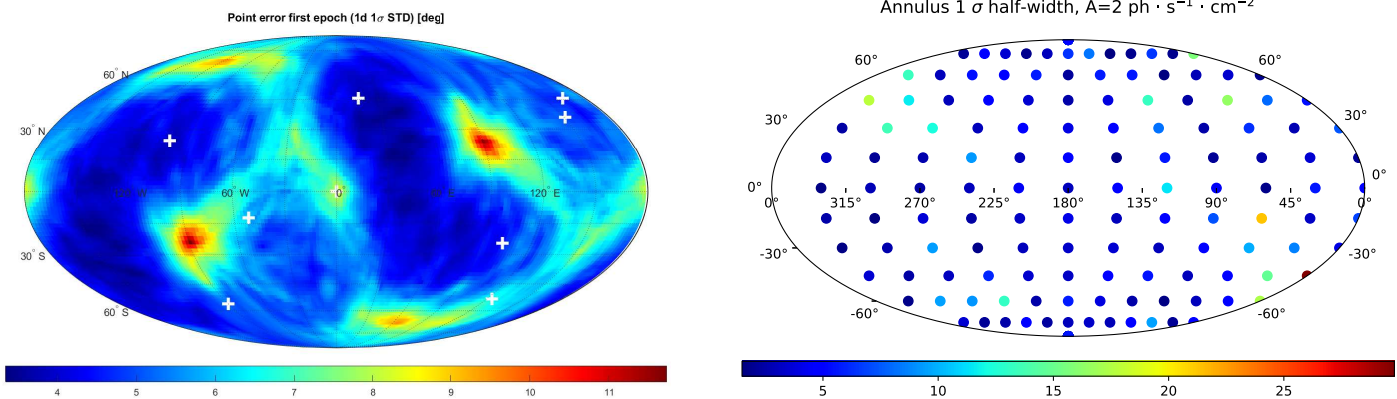 Point error first epoch (1d 1σ STD) [deg]
60° N
30° N
60° W
0°
120° E
30° S
60° S
4 5 6 7 8 9 10 11
Annulus 1 σ half-width, A=2 ph · s⁻¹ · cm⁻²
60° 60°
30° 30°
0° 0°
0° 315° 270° 225° 180° 135° 90° 45° 0°
-30° -30°
-60° -60°
5 10 15 20 25